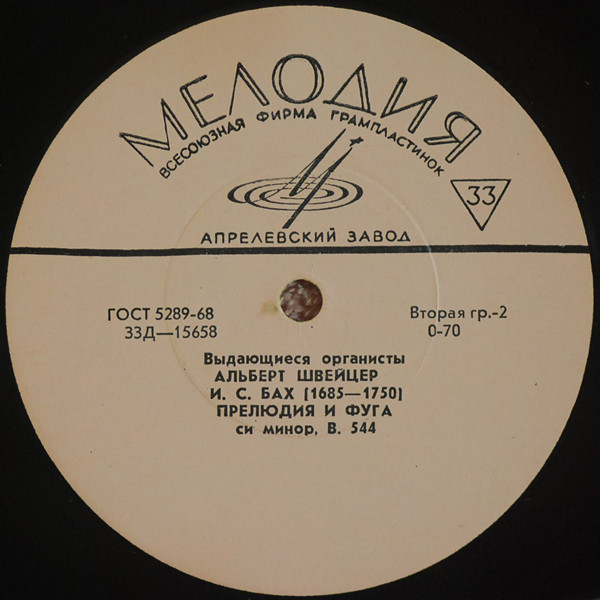 МЕЛОДИЯ
ВСЕСОЮЗНАЯ ФИРМА ГРАМПЛАСТИНОК
33
АПРЕЛЕВСКИЙ ЗАВОД
ГОСТ 5289-68
33Д—15658
Вторая гр.-2
0-70
Выдающиеся органисты
АЛЬБЕРТ ШВЕЙЦЕР
И. С. БАХ (1685—1750)
ПРЕЛЮДИЯ И ФУГА
си минор, В. 544